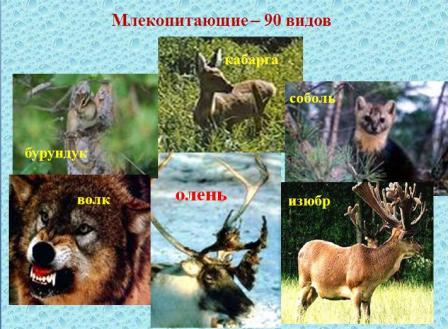 Млекопитающие – 90 видов
кабарга
соболь
бурундук
волк
олень
изюбр